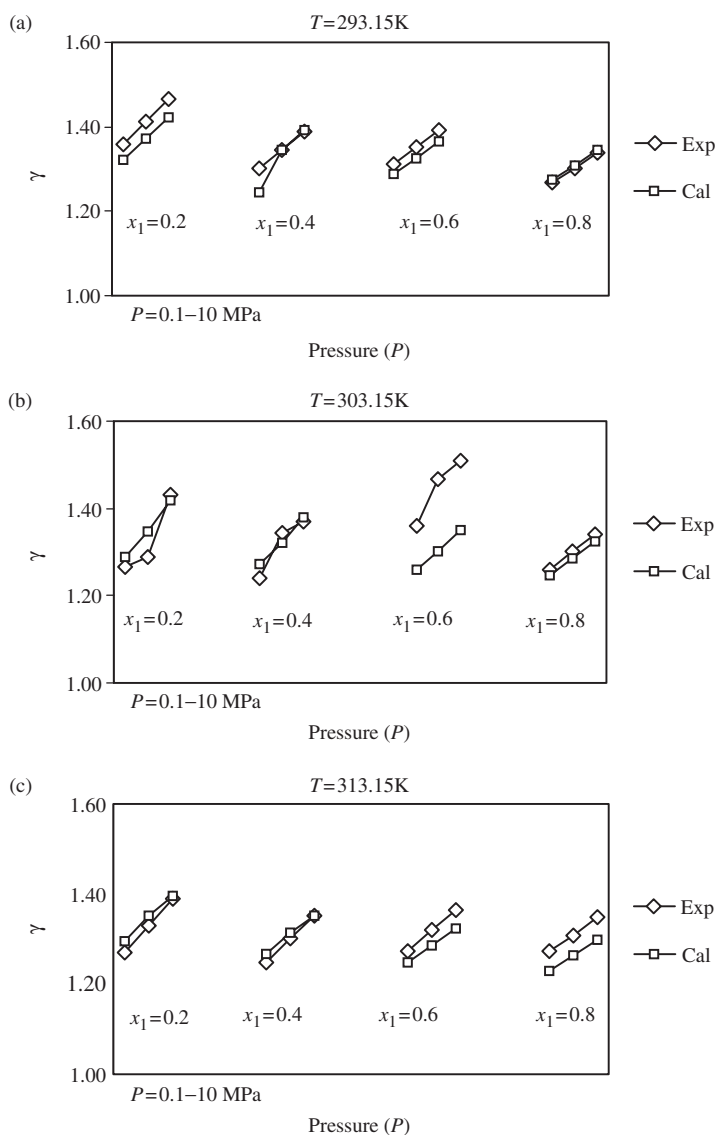 (a)
T=293.15K
1.60
1.40
1.20
1.00
γ
x1=0.2
x1=0.4
x1=0.6
x1=0.8
Exp
Cal
P=0.1–10 MPa
Pressure (P)
(b)
T=303.15K
1.60
1.40
1.20
1.00
γ
x1=0.2
x1=0.4
x1=0.6
x1=0.8
Exp
Cal
P=0.1–10 MPa
Pressure (P)
(c)
T=313.15K
1.60
1.40
1.20
1.00
γ
x1=0.2
x1=0.4
x1=0.6
x1=0.8
Exp
Cal
P=0.1–10 MPa
Pressure (P)